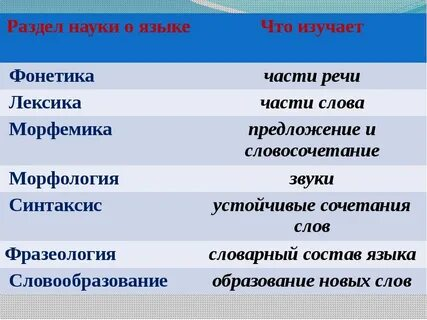 Раздел науки о языке Что изучает
Фонетика части речи
Лексика части слова
Морфемика предложение и
словосочетание
Морфология звуки
Синтаксис устойчивые сочетания
слов
Фразеология словарный состав языка
Словообразование образование новых слов